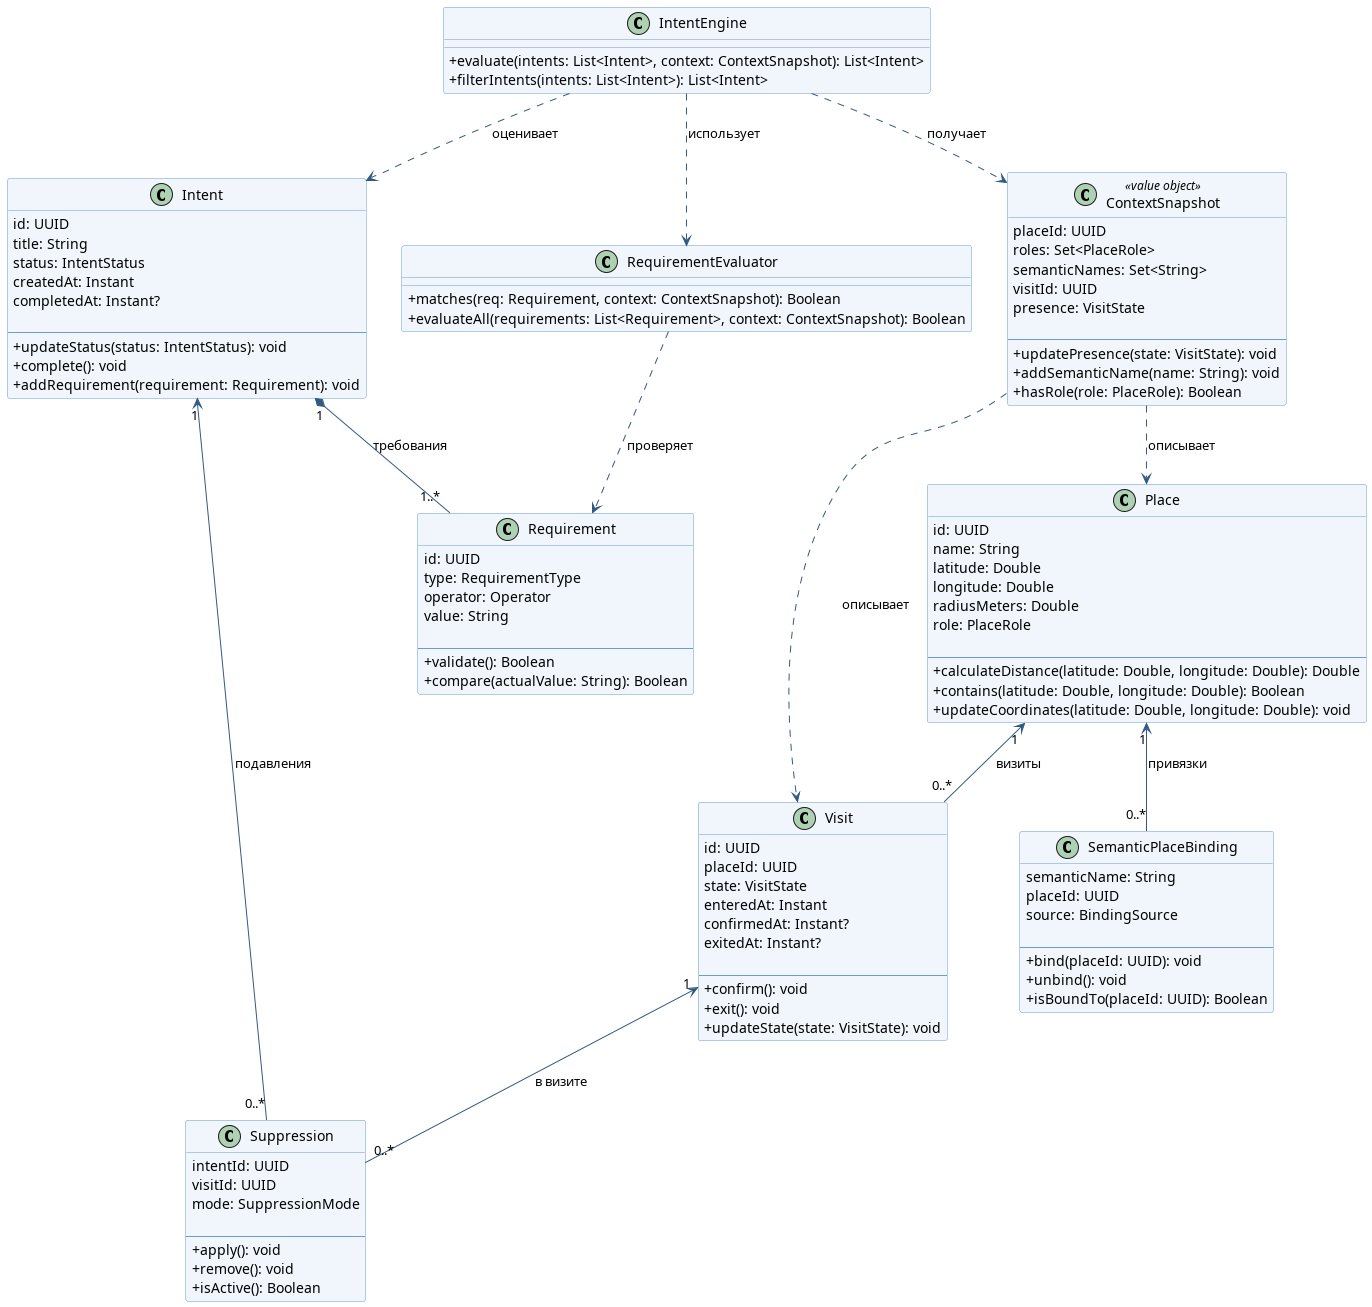 C IntentEngine
+evaluate(intents: List<Intent>, context: ContextSnapshot): List<Intent>
+filterIntents(intents: List<Intent>): List<Intent>
оценивает
использует
получает
C Intent
id: UUID
title: String
status: IntentStatus
createdAt: Instant
completedAt: Instant?
+updateStatus(status: IntentStatus): void
+complete(): void
+addRequirement(requirement: Requirement): void
C RequirementEvaluator
+matches(req: Requirement, context: ContextSnapshot): Boolean
+evaluateAll(requirements: List<Requirement>, context: ContextSnapshot): Boolean
«value object»
C ContextSnapshot
placeId: UUID
roles: Set<PlaceRole>
semanticNames: Set<String>
visitId: UUID
presence: VisitState
+updatePresence(state: VisitState): void
+addSemanticName(name: String): void
+hasRole(role: PlaceRole): Boolean
1
1
требования
1..*
проверяет
описывает
C Requirement
id: UUID
type: RequirementType
operator: Operator
value: String
+validate(): Boolean
+compare(actualValue: String): Boolean
описывает
C Place
id: UUID
name: String
latitude: Double
longitude: Double
radiusMeters: Double
role: PlaceRole
+calculateDistance(latitude: Double, longitude: Double): Double
+contains(latitude: Double, longitude: Double): Boolean
+updateCoordinates(latitude: Double, longitude: Double): void
подавления
1
визиты
0..*
1
привязки
0..*
C Visit
id: UUID
placeId: UUID
state: VisitState
enteredAt: Instant
confirmedAt: Instant?
exitedAt: Instant?
+confirm(): void
+exit(): void
+updateState(state: VisitState): void
C SemanticPlaceBinding
semanticName: String
placeId: UUID
source: BindingSource
+bind(placeId: UUID): void
+unbind(): void
+isBoundTo(placeId: UUID): Boolean
1
в визите
0..*
0..*
C Suppression
intentId: UUID
visitId: UUID
mode: SuppressionMode
+apply(): void
+remove(): void
+isActive(): Boolean